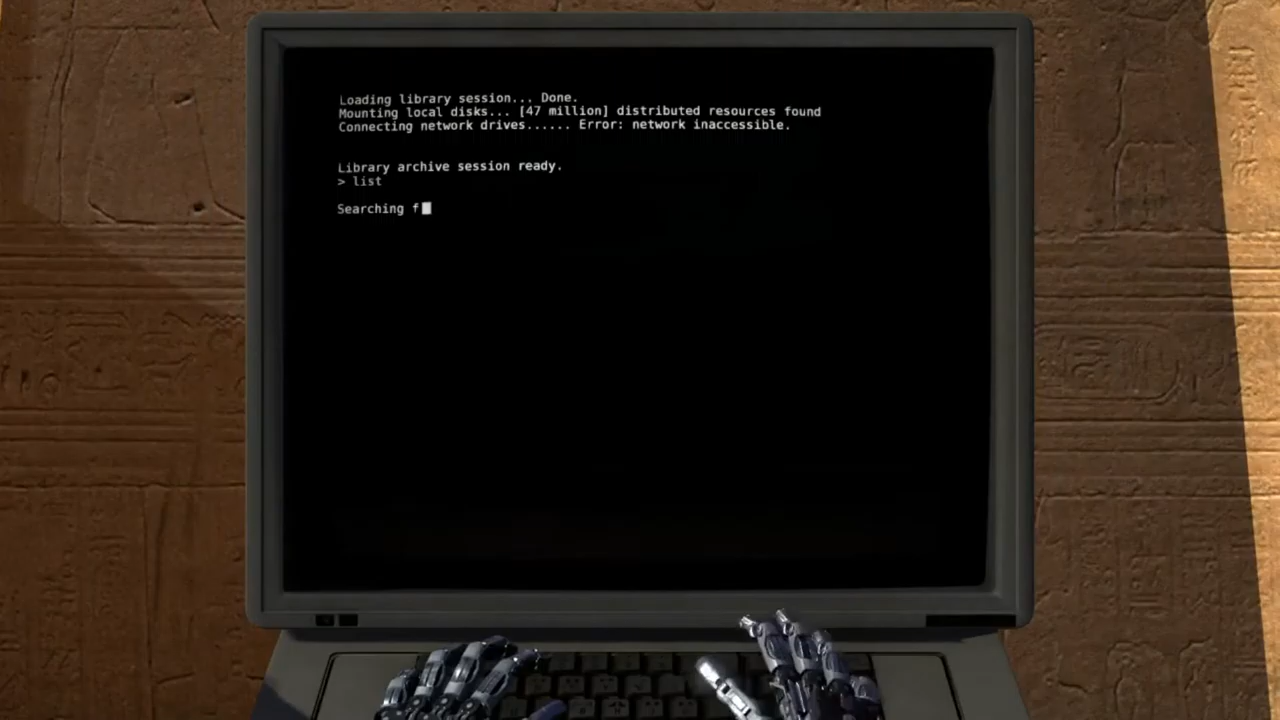 Loading library session... Done.
Mounting local disks... [47 million] distributed resources found
Connecting network drives...... Error: network inaccessible.
Library archive session ready.
> list
Searching f